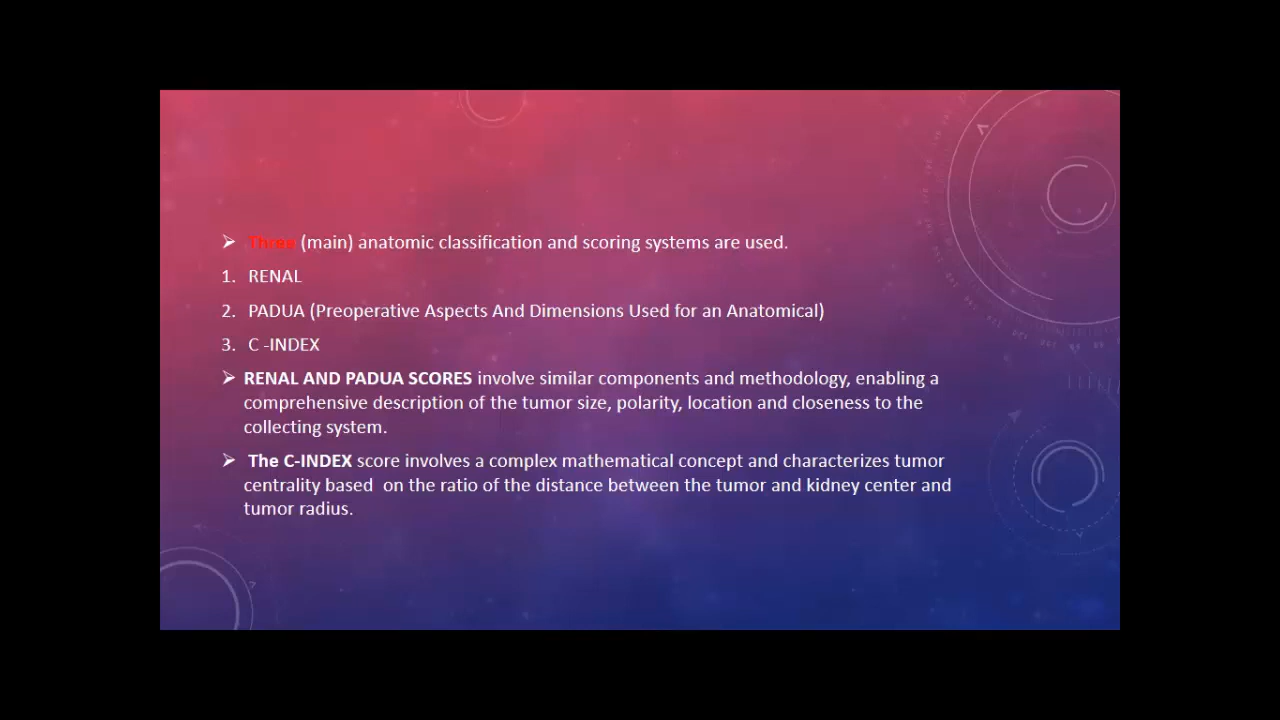 ➢ Three (main) anatomic classification and scoring systems are used.
1. RENAL
2. PADUA (Preoperative Aspects And Dimensions Used for an Anatomical)
3. C -INDEX
➢ RENAL AND PADUA SCORES involve similar components and methodology, enabling a
comprehensive description of the tumor size, polarity, location and closeness to the
collecting system.
➢ The C-INDEX score involves a complex mathematical concept and characterizes tumor
centrality based  on the ratio of the distance between the tumor and kidney center and
tumor radius.